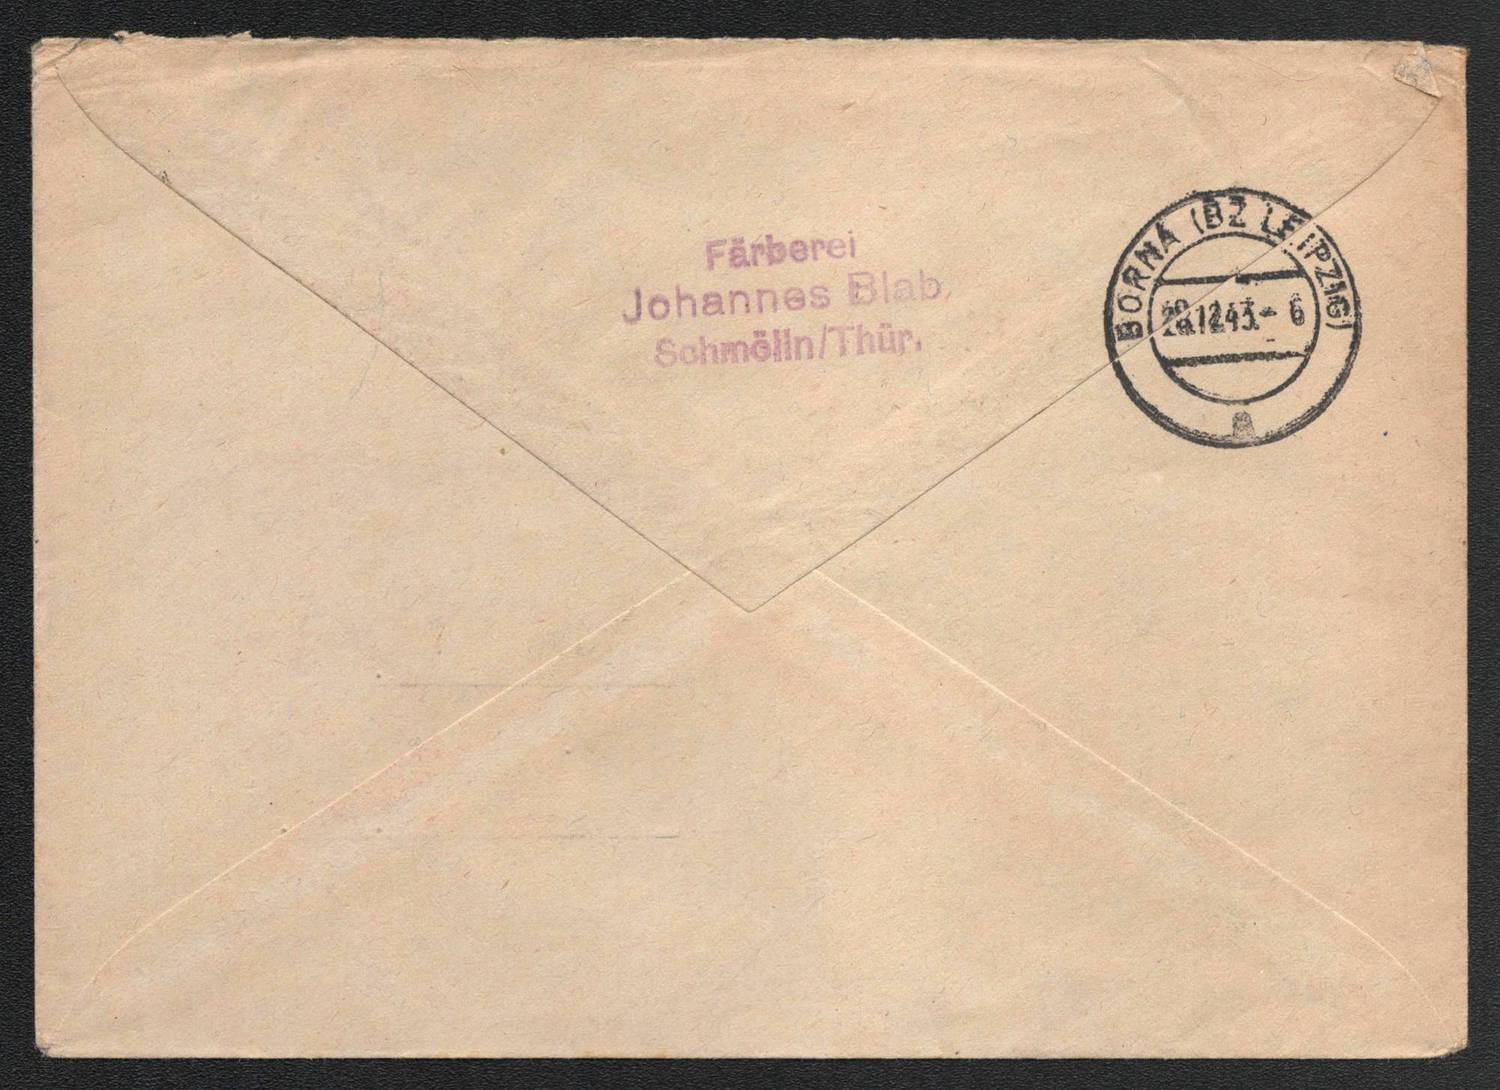 Färberei
Johannes Blab,
Schmölln/Thür.
BORNA (BZ LEIPZIG)
a